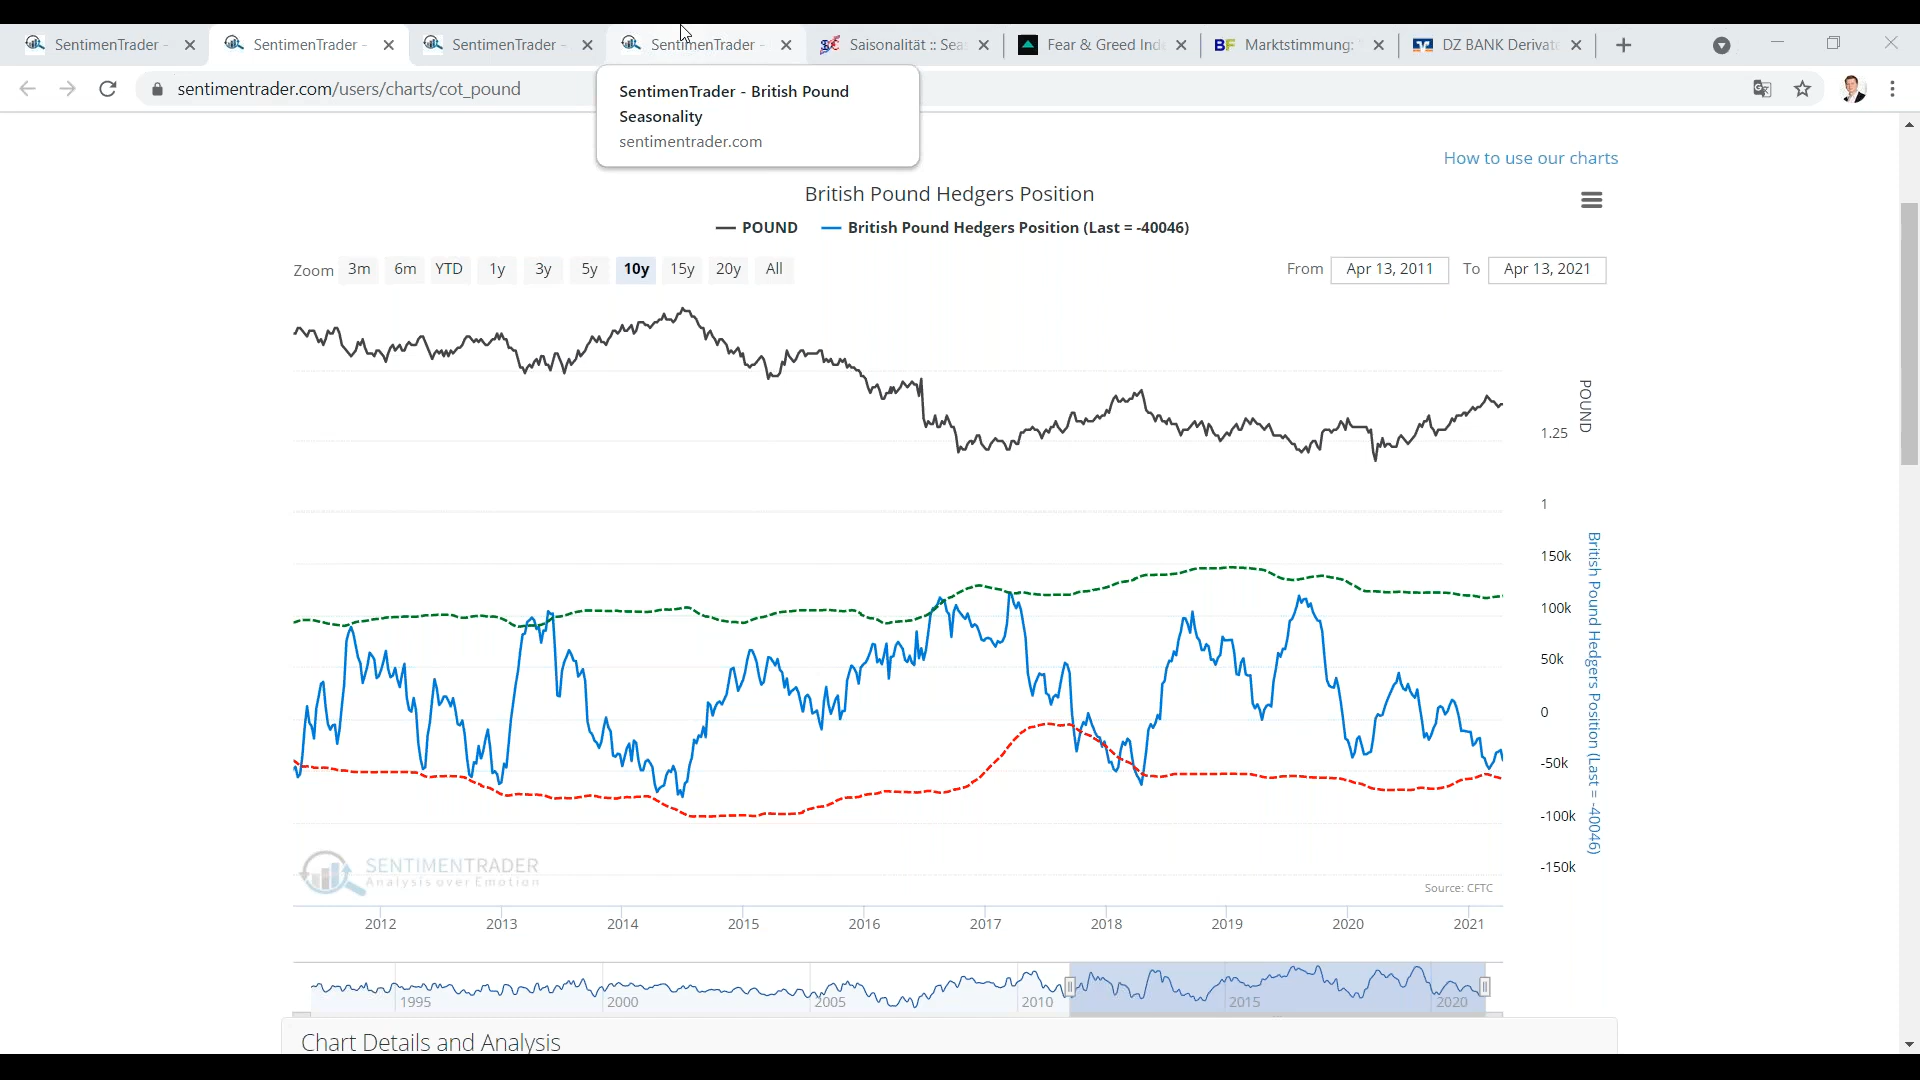 SentimenTrader -
SentimenTrader -
SentimenTrader -
SentimenTrader -
Saisonalität :: Sea
Fear & Greed Inde
Marktstimmung: "
DZ BANK Derivate
sentimentrader.com/users/charts/cot_pound
SentimenTrader - British Pound
Seasonality
sentimentrader.com
How to use our charts
British Pound Hedgers Position
POUND
British Pound Hedgers Position (Last = -40046)
Zoom 3m 6m YTD 1y 3y 5y 10y 15y 20y All
From Apr 13, 2011 To Apr 13, 2021
POUND
1.25
1
British Pound Hedgers Position (Last = -40046)
150k
100k
50k
0
-50k
-100k
-150k
SENTIMENTRADER
Analysis over Emotion
Source: CFTC
2012 2013 2014 2015 2016 2017 2018 2019 2020 2021
1995 2000 2005 2010 2015 2020
Chart Details and Analysis